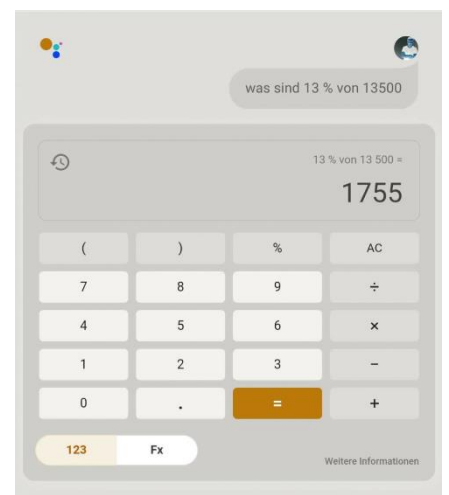 was sind 13 % von 13500
13 % von 13 500 =
1755
( ) % AC
7 8 9 ÷
4 5 6 ×
1 2 3 −
0 . = +
123 Fx
Weitere Informationen